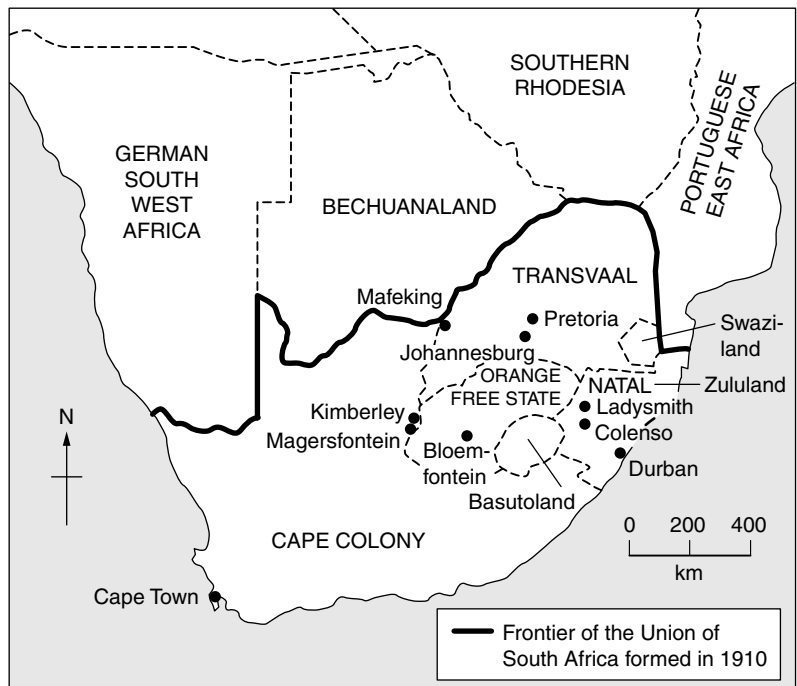 SOUTHERN
RHODESIA
PORTUGUESE
EAST AFRICA
GERMAN
SOUTH
WEST
AFRICA
BECHUANALAND
TRANSVAAL
Mafeking
Pretoria
Swazi-
land
Johannesburg
ORANGE
FREE STATE
NATAL
Zululand
Kimberley
Ladysmith
Magersfontein
Colenso
Bloem-
fontein
Durban
Basutoland
N
CAPE COLONY
0 200 400
km
Cape Town
Frontier of the Union of
South Africa formed in 1910